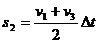 s₂ = (v₁ + v₃)/2 Δt